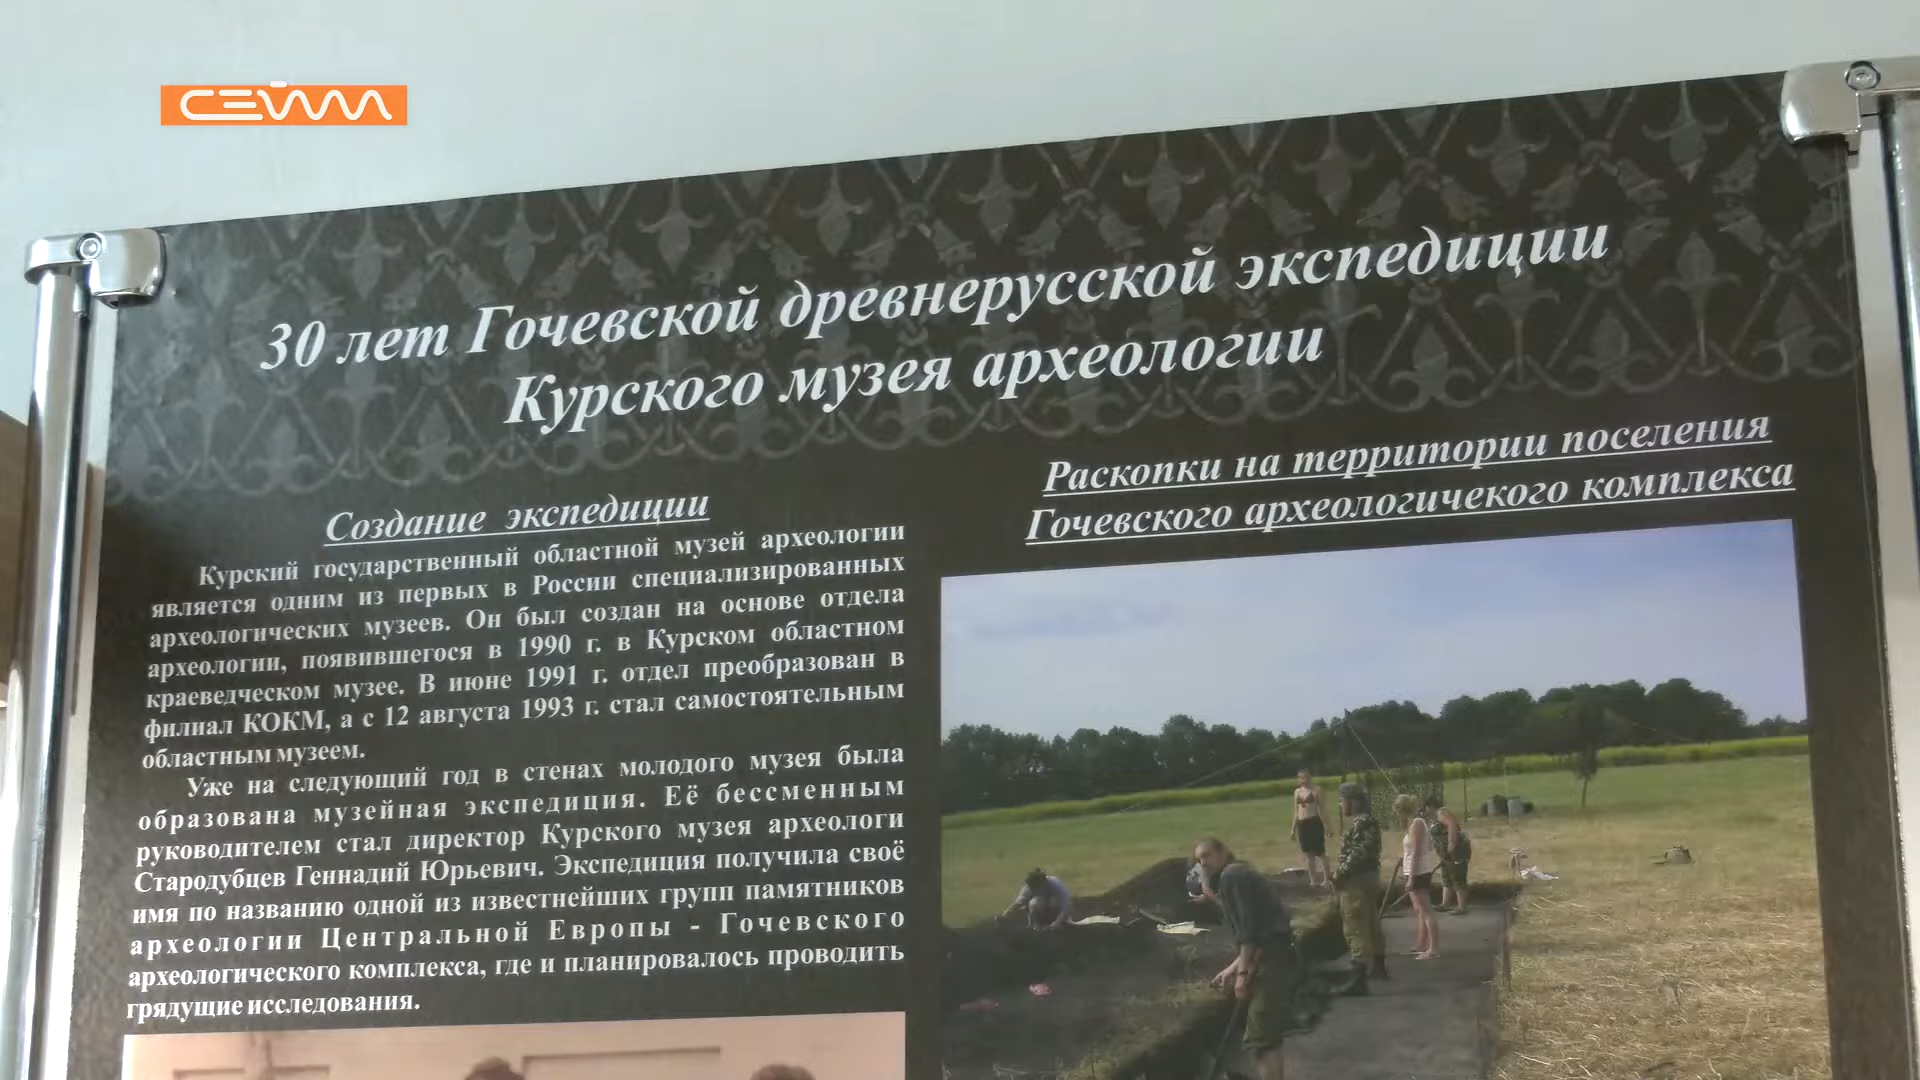 СЕЙМ
30 лет Гочевской древнерусской экспедиции
Курского музея археологии
Создание экспедиции
Курский государственный областной музей археологии
является одним из первых в России специализированных
археологических музеев. Он был создан на основе отдела
археологии, появившегося в 1990 г. в Курском областном
краеведческом музее. В июне 1991 г. отдел преобразован в
филиал КОКМ, а с 12 августа 1993 г. стал самостоятельным
областным музеем.
Уже на следующий год в стенах молодого музея была
образована музейная экспедиция. Её бессменным
руководителем стал директор Курского музея археологи
Стародубцев Геннадий Юрьевич. Экспедиция получила своё
имя по названию одной из известнейших групп памятников
археологии Центральной Европы - Гочевского
археологического комплекса, где и планировалось проводить
грядущие исследования.
Раскопки на территории поселения
Гочевского археологичекого комплекса